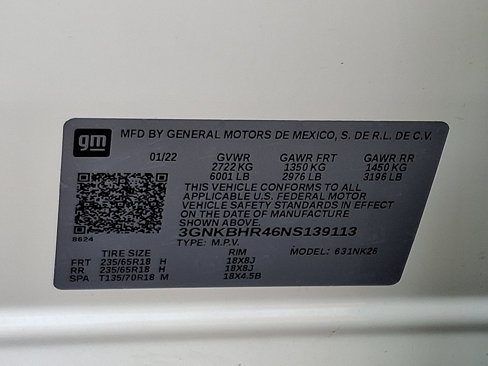 gm
MFD BY GENERAL MOTORS DE MEXICO, S. DE R.L. DE C.V.
01/22 GVWR GAWR FRT GAWR RR
2722 KG 1350 KG 1450 KG
6001 LB 2976 LB 3196 LB
THIS VEHICLE CONFORMS TO ALL
APPLICABLE U.S. FEDERAL MOTOR
VEHICLE SAFETY STANDARDS IN EFFECT
ON THE DATE OF MANUFACTURE
SHOWN ABOVE.
8624
3GNKBHR46NS139113
TYPE: M.P.V. MODEL: 631NK26
TIRE SIZE RIM
FRT 235/65R18 H 18X8J
RR 235/65R18 H 18X8J
SPA T135/70R18 M 18X4.5B